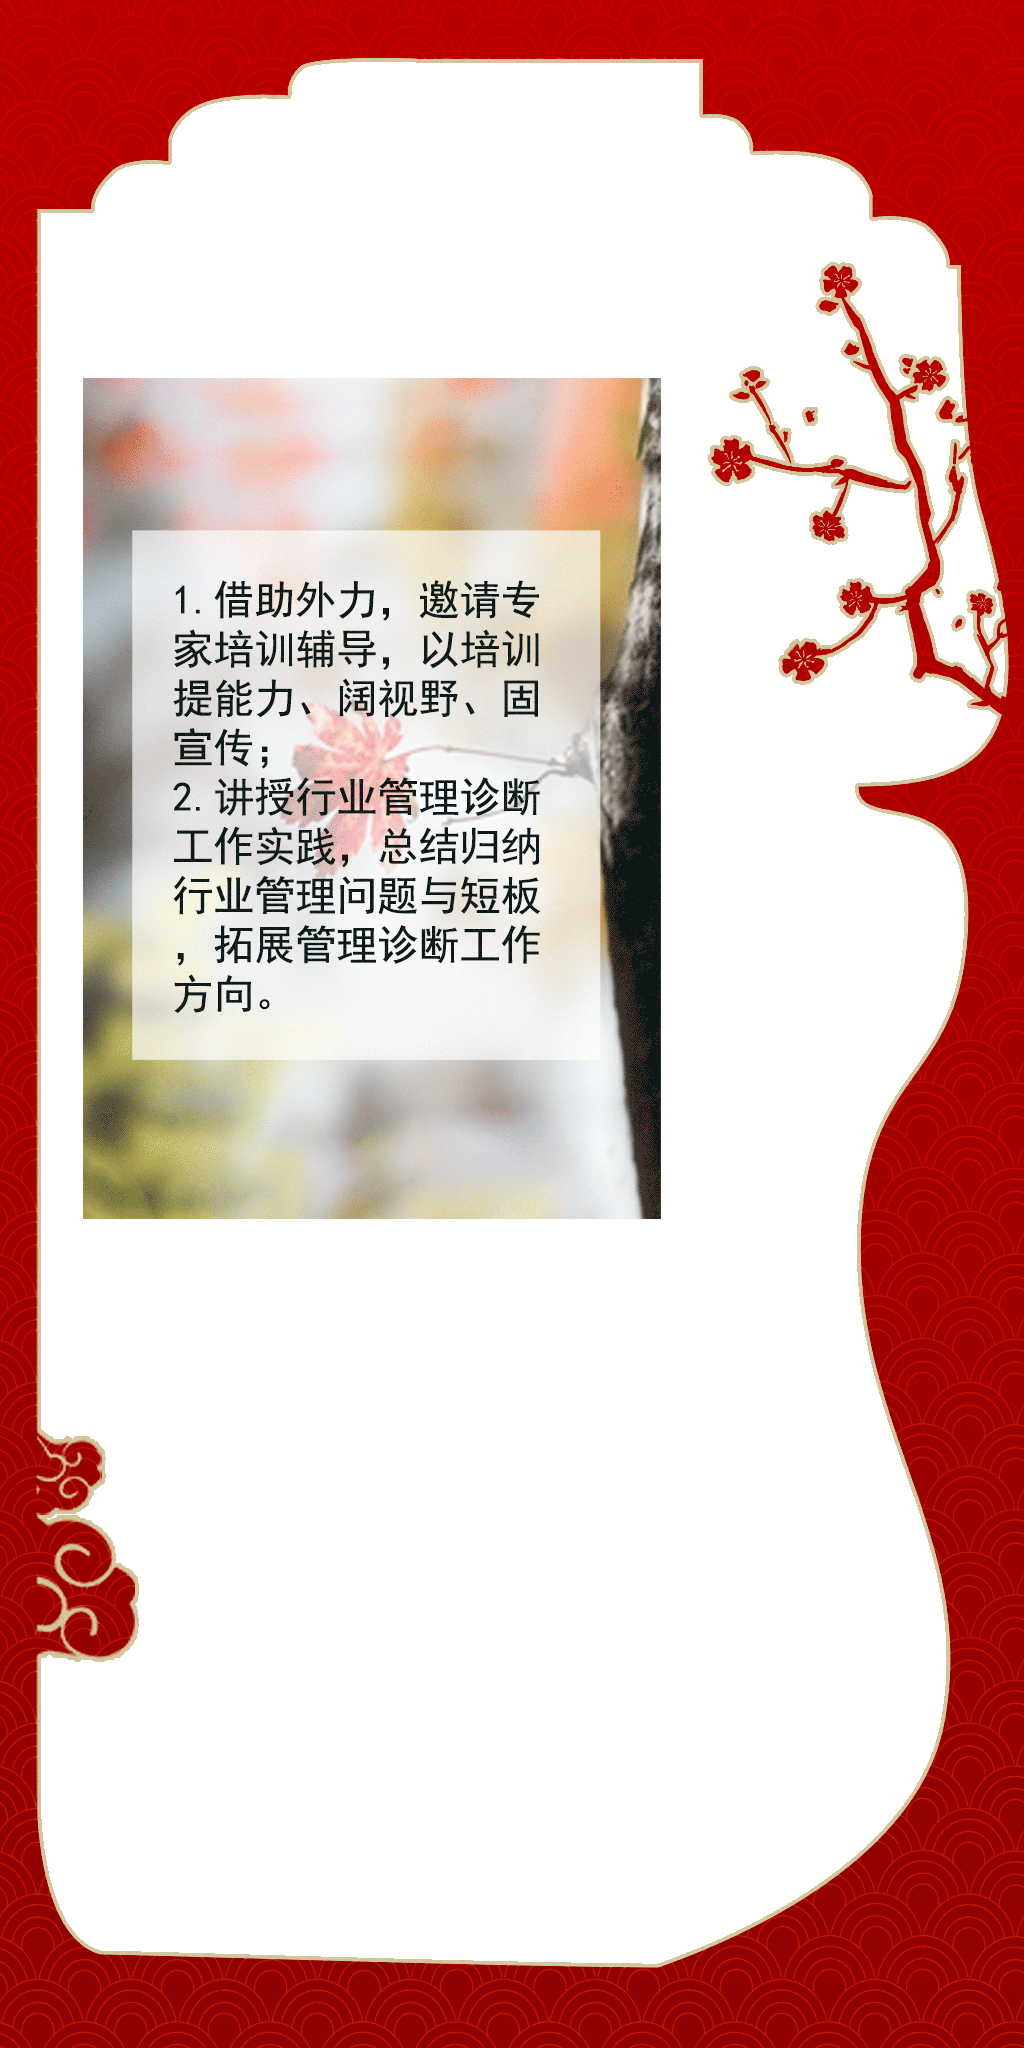 1.借助外力，邀请专
家培训辅导，以培训
提能力、阔视野、固
宣传；
2.讲授行业管理诊断
工作实践，总结归纳
行业管理问题与短板
，拓展管理诊断工作
方向。